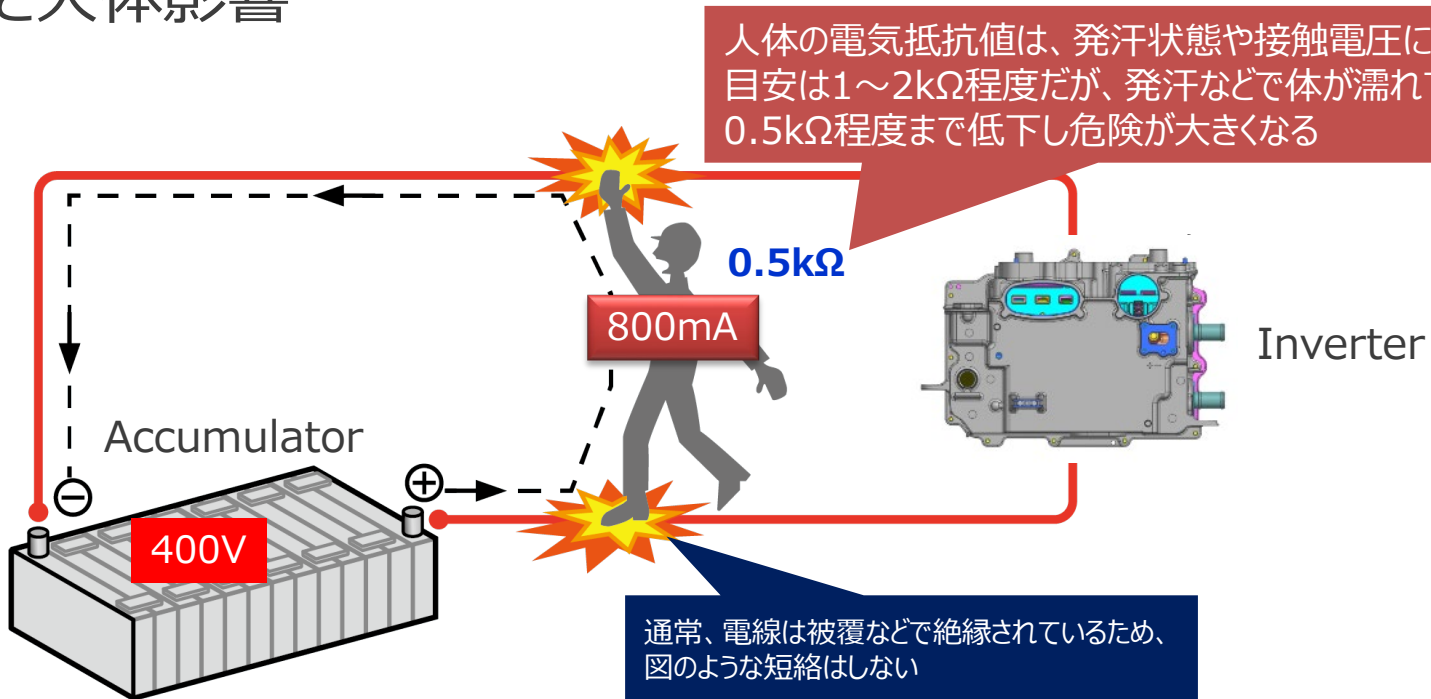 と人体影響
人体の電気抵抗値は、発汗状態や接触電圧に
目安は1～2kΩ程度だが、発汗などで体が濡れて
0.5kΩ程度まで低下し危険が大きくなる
0.5kΩ
800mA
Inverter
Accumulator
⊖
⊕
400V
通常、電線は被覆などで絶縁されているため、
図のような短絡はしない